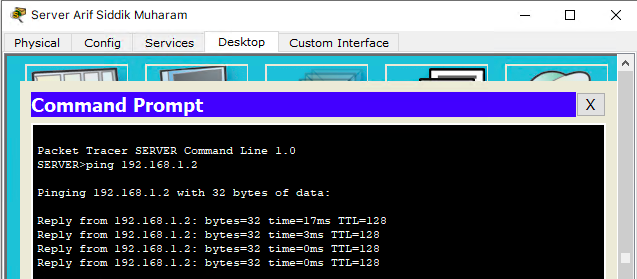 Server Arif Siddik Muharam
Physical Config Services Desktop Custom Interface
Command Prompt X
Packet Tracer SERVER Command Line 1.0
SERVER>ping 192.168.1.2
Pinging 192.168.1.2 with 32 bytes of data:
Reply from 192.168.1.2: bytes=32 time=17ms TTL=128
Reply from 192.168.1.2: bytes=32 time=3ms TTL=128
Reply from 192.168.1.2: bytes=32 time=0ms TTL=128
Reply from 192.168.1.2: bytes=32 time=0ms TTL=128